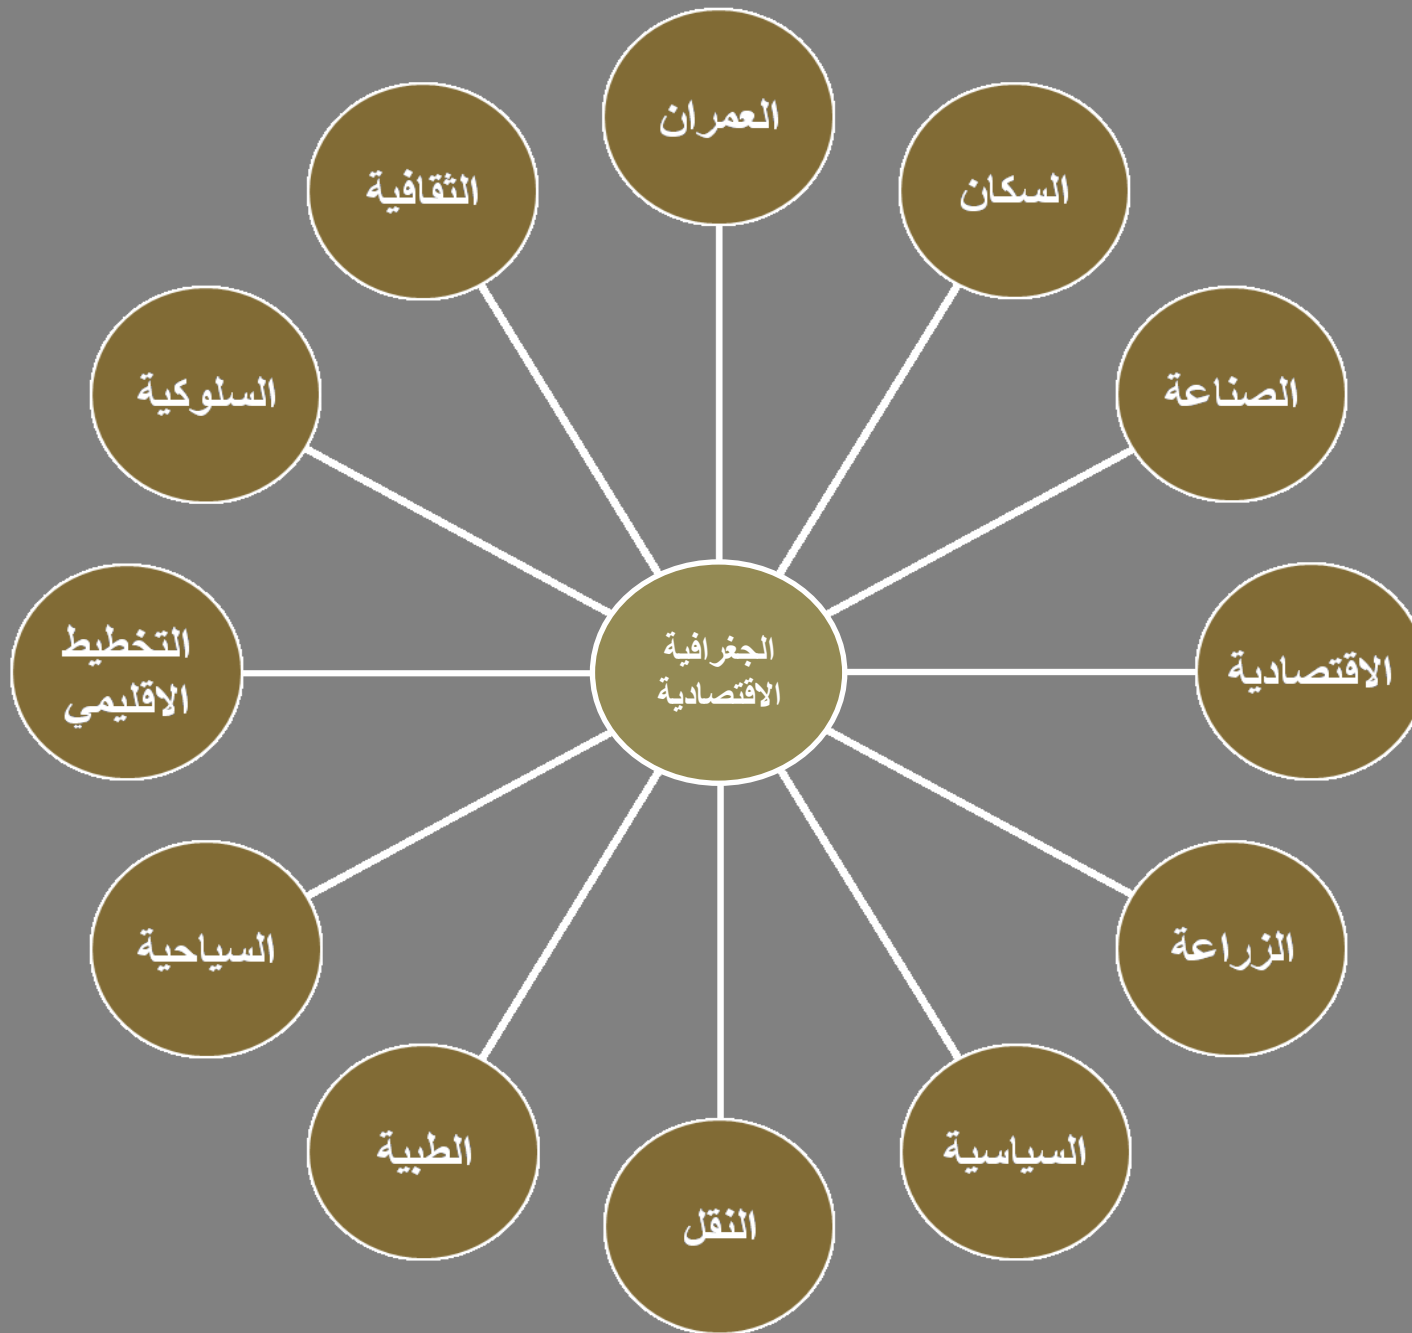 العمران
السكان
الصناعة
الاقتصادية
الزراعة
السياسية
النقل
الطبية
السياحية
التخطيط
الاقليمي
السلوكية
الثقافية
الجغرافية
الاقتصادية